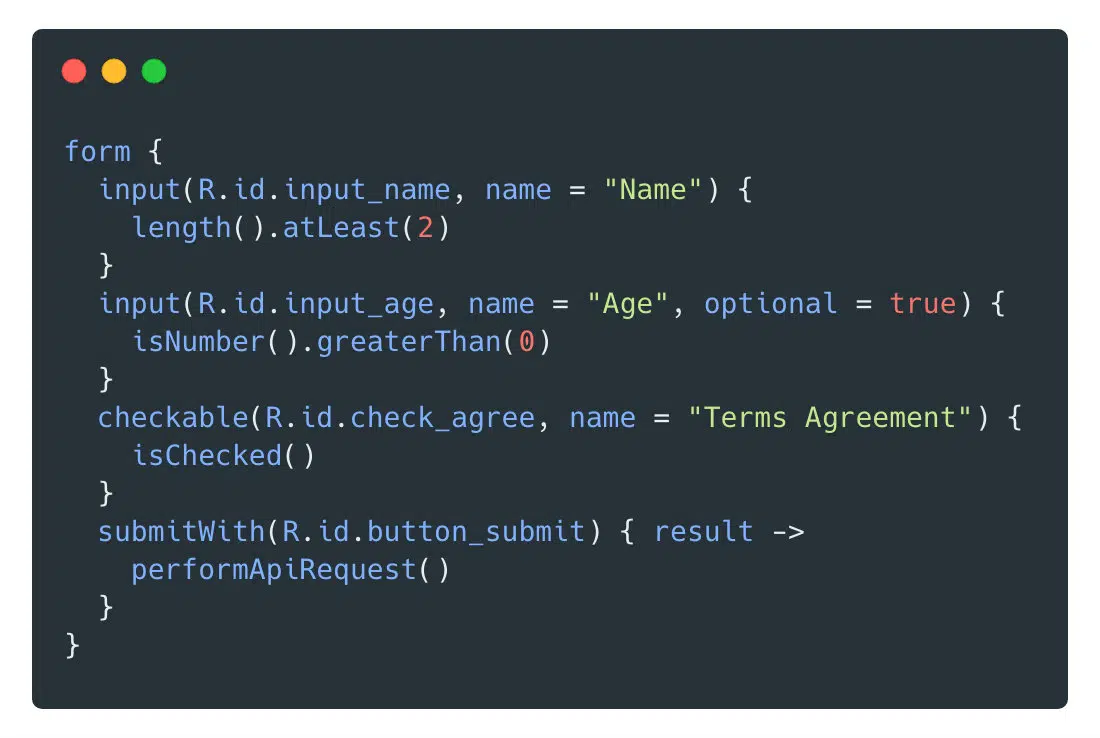 form {
  input(R.id.input_name, name = "Name") {
    length().atLeast(2)
  }
  input(R.id.input_age, name = "Age", optional = true) {
    isNumber().greaterThan(0)
  }
  checkable(R.id.check_agree, name = "Terms Agreement") {
    isChecked()
  }
  submitWith(R.id.button_submit) { result ->
    performApiRequest()
  }
}